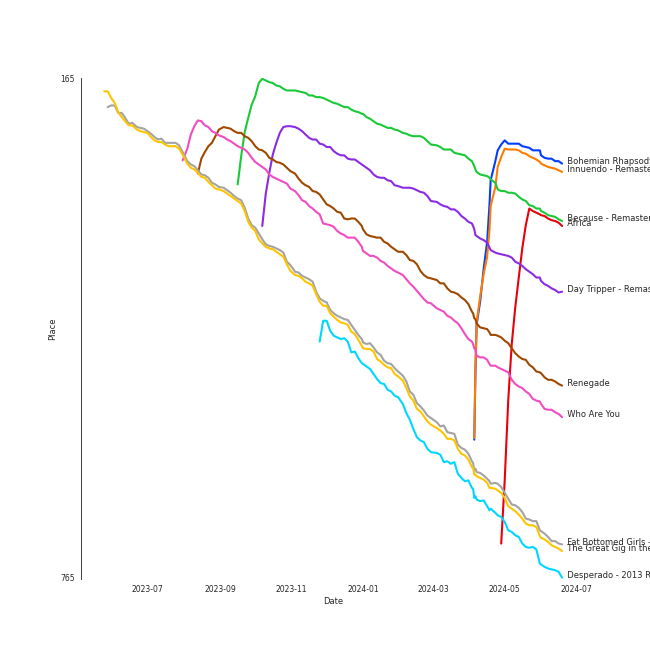 165
Bohemian Rhapsody
Innuendo - Remaste
Because - Remaster
Africa
Day Tripper - Remas
Place
Renegade
Who Are You
Fat Bottomed Girls -
The Great Gig in the
765
Desperado - 2013 R
2023-07
2023-09
2023-11
2024-01
2024-03
2024-05
2024-07
Date